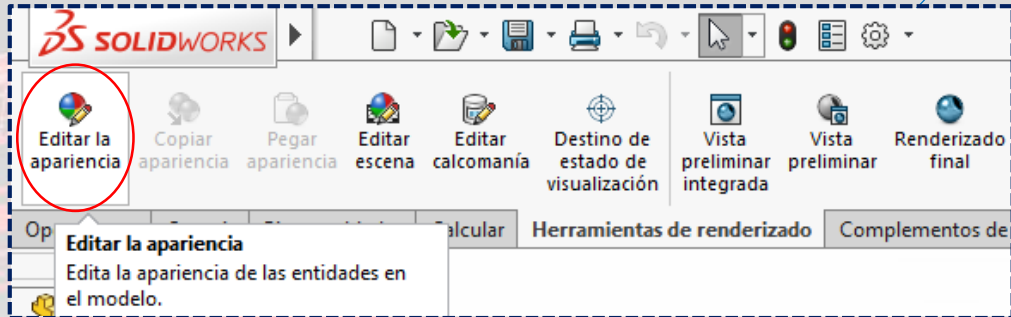 SOLIDWORKS
Editar la apariencia
Copiar apariencia
Pegar apariencia
Editar escena
Editar calcomanía
Destino de estado de visualización
Vista preliminar integrada
Vista preliminar
Renderizado final
Calcular
Herramientas de renderizado
Complementos de
Editar la apariencia
Edita la apariencia de las entidades en
el modelo.